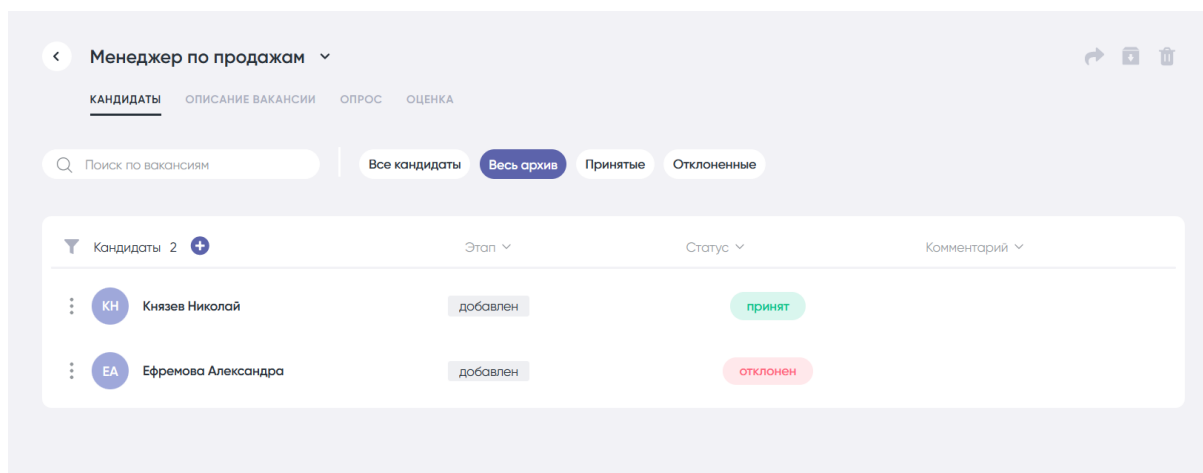 Менеджер по продажам
КАНДИДАТЫ ОПИСАНИЕ ВАКАНСИИ ОПРОС ОЦЕНКА
Поиск по вакансиям Все кандидаты Весь архив Принятые Отклоненные
Кандидаты 2 Этап Статус Комментарий
КН Князев Николай добавлен принят
ЕА Ефремова Александра добавлен отклонен